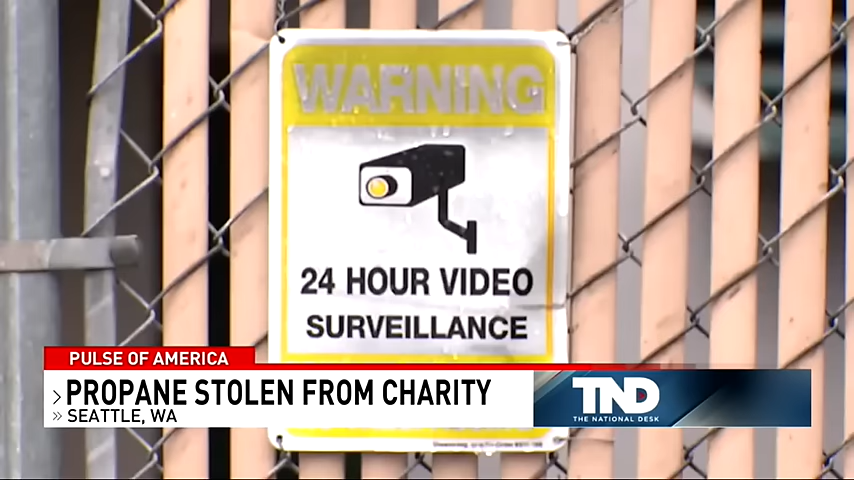 WARNING
24 HOUR VIDEO
SURVEILLANCE
PULSE OF AMERICA
PROPANE STOLEN FROM CHARITY
SEATTLE, WA
TND
THE NATIONAL DESK